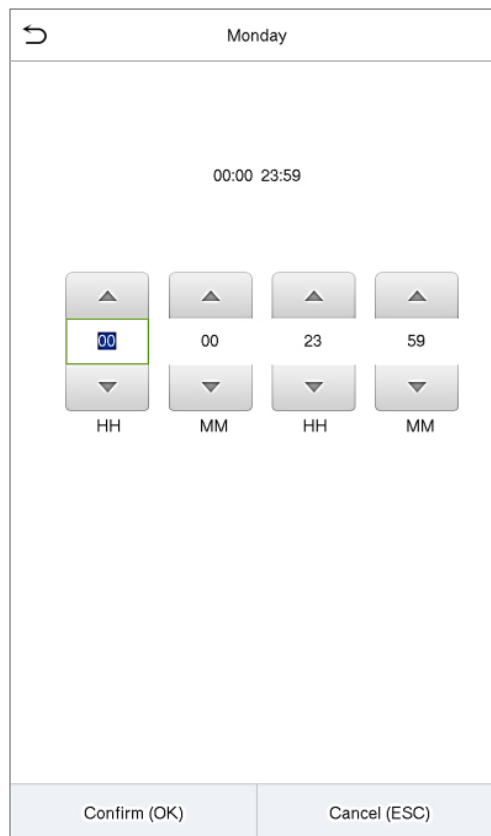 Monday
00:00 23:59
00 00 23 59
HH MM HH MM
Confirm (OK) Cancel (ESC)